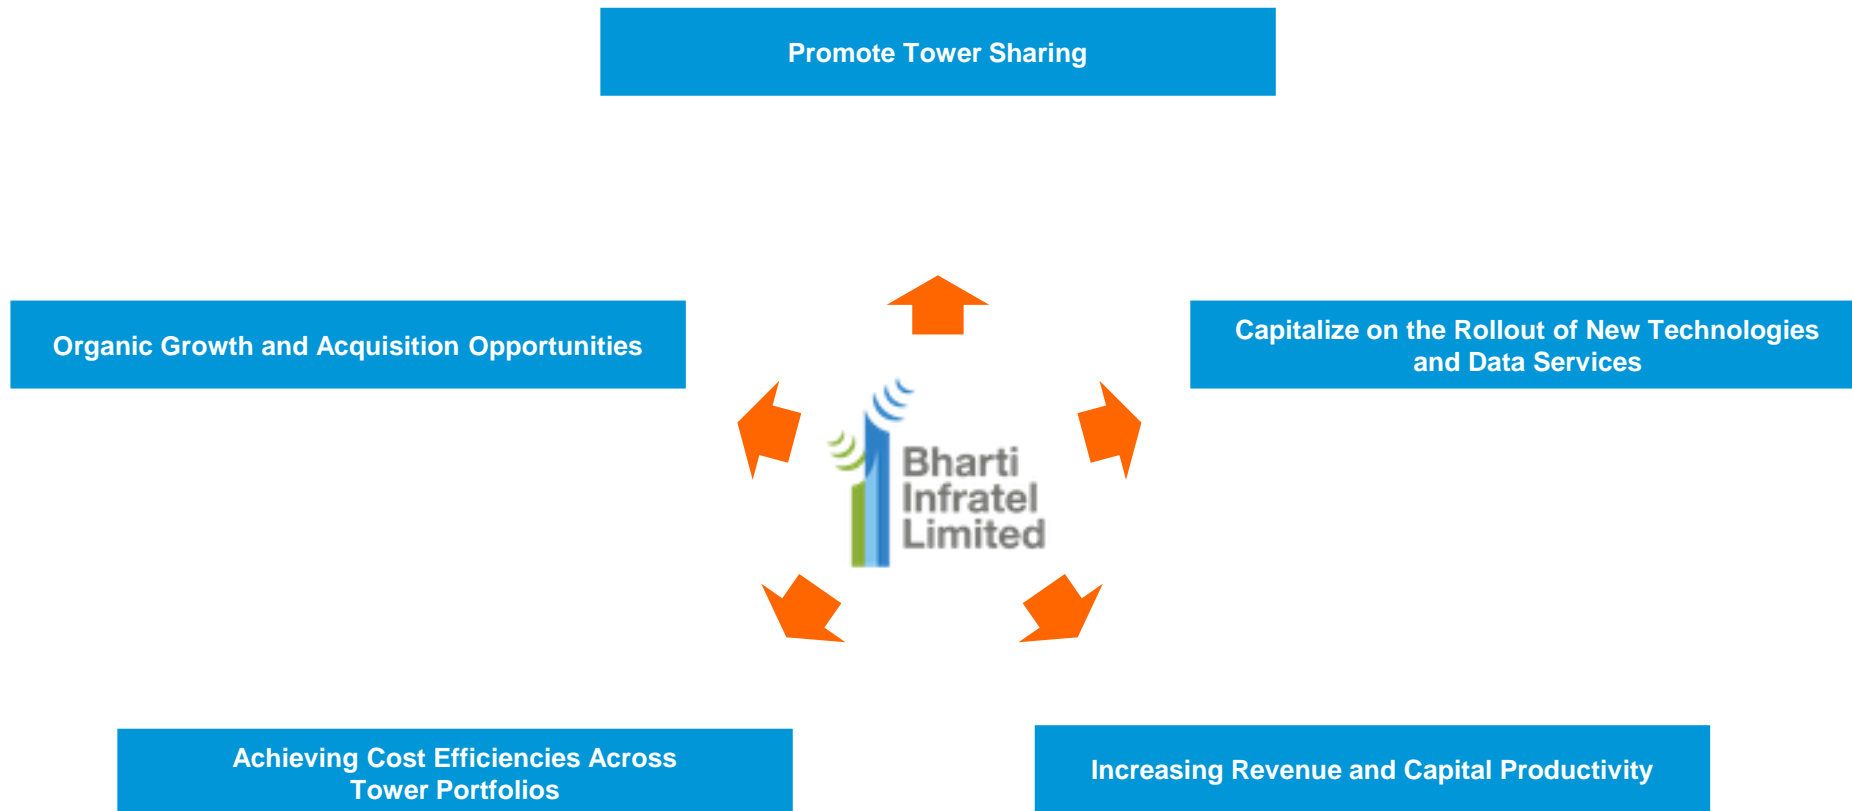 Promote Tower Sharing
Organic Growth and Acquisition Opportunities
Capitalize on the Rollout of New Technologies
and Data Services
Bharti
Infratel
Limited
Achieving Cost Efficiencies Across
Tower Portfolios
Increasing Revenue and Capital Productivity